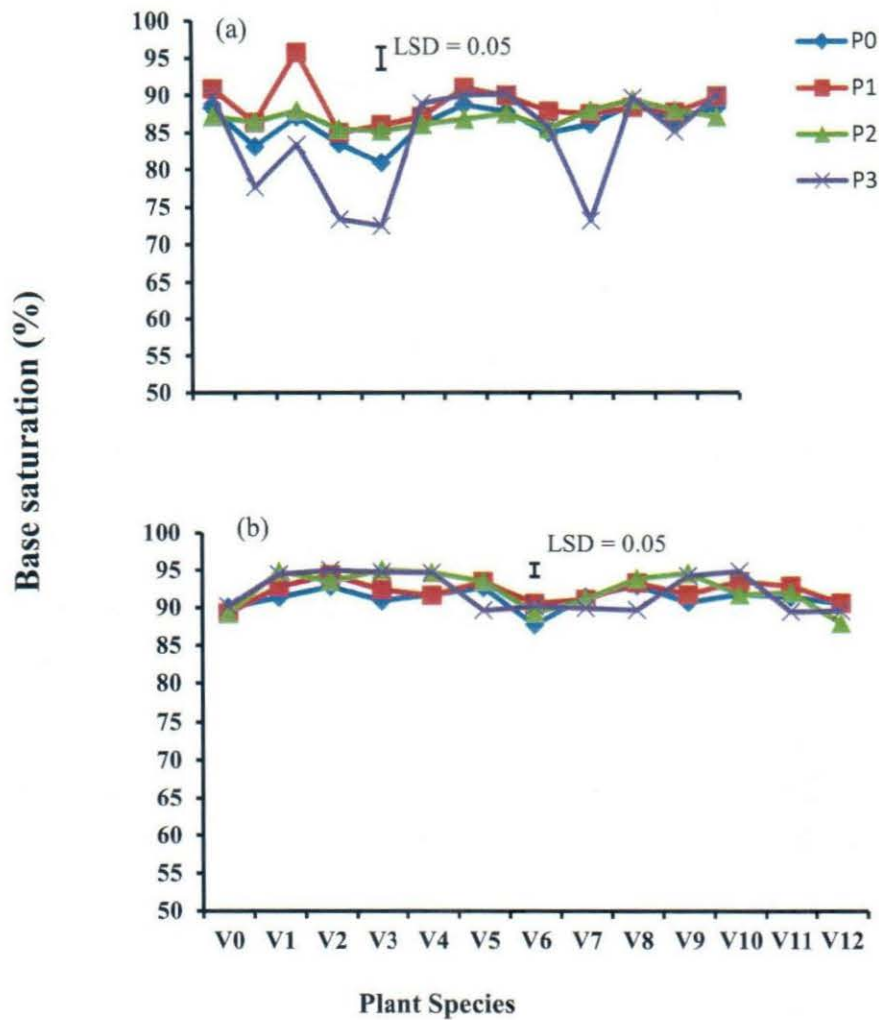 Base saturation (%)
(a)
LSD = 0.05
100
95
90
85
80
75
70
65
60
55
50
P0
P1
P2
P3
(b)
LSD = 0.05
100
95
90
85
80
75
70
65
60
55
50
V0 V1 V2 V3 V4 V5 V6 V7 V8 V9 V10 V11 V12
Plant Species